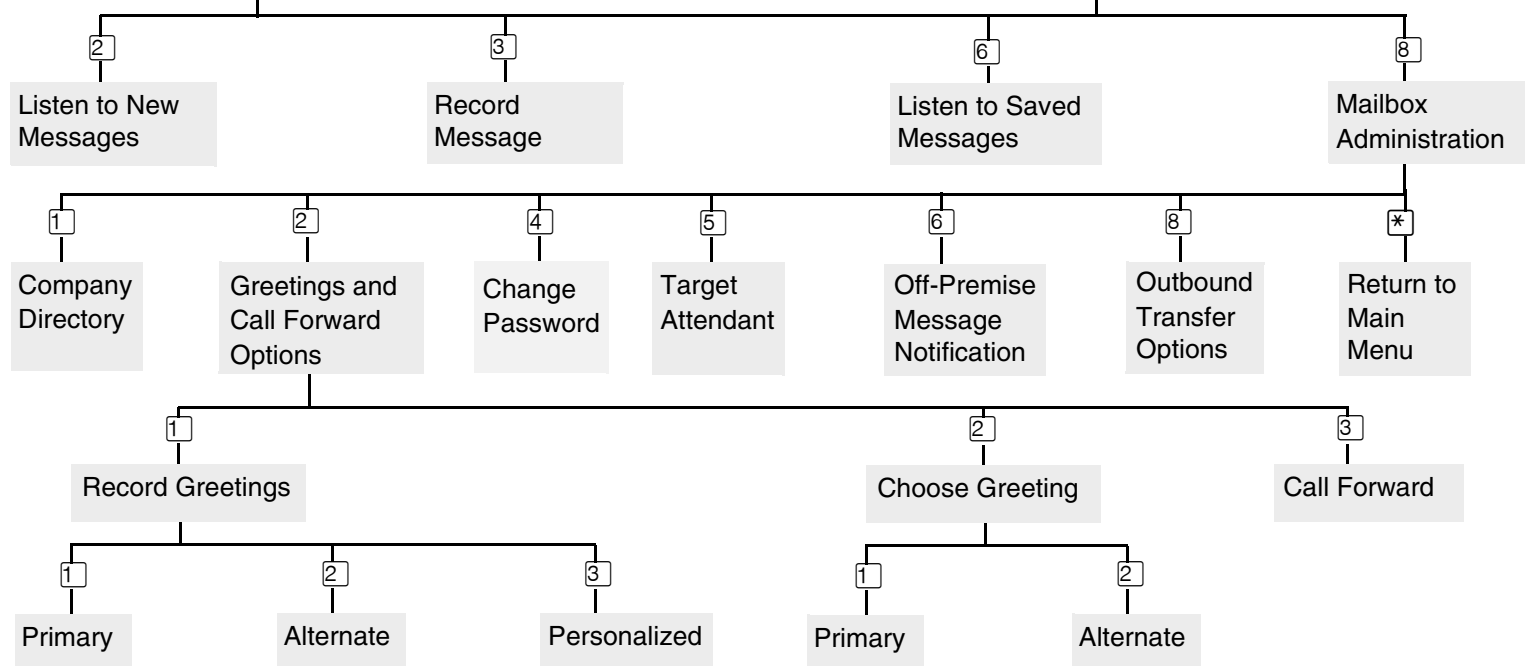 2
3
6
8
Listen to New
Messages
Record
Message
Listen to Saved
Messages
Mailbox
Administration
1
2
4
5
6
8
*
Company
Directory
Greetings and
Call Forward
Options
Change
Password
Target
Attendant
Off-Premise
Message
Notification
Outbound
Transfer
Options
Return to
Main
Menu
1
2
3
Record Greetings
Choose Greeting
Call Forward
1
2
3
1
2
Primary
Alternate
Personalized
Primary
Alternate